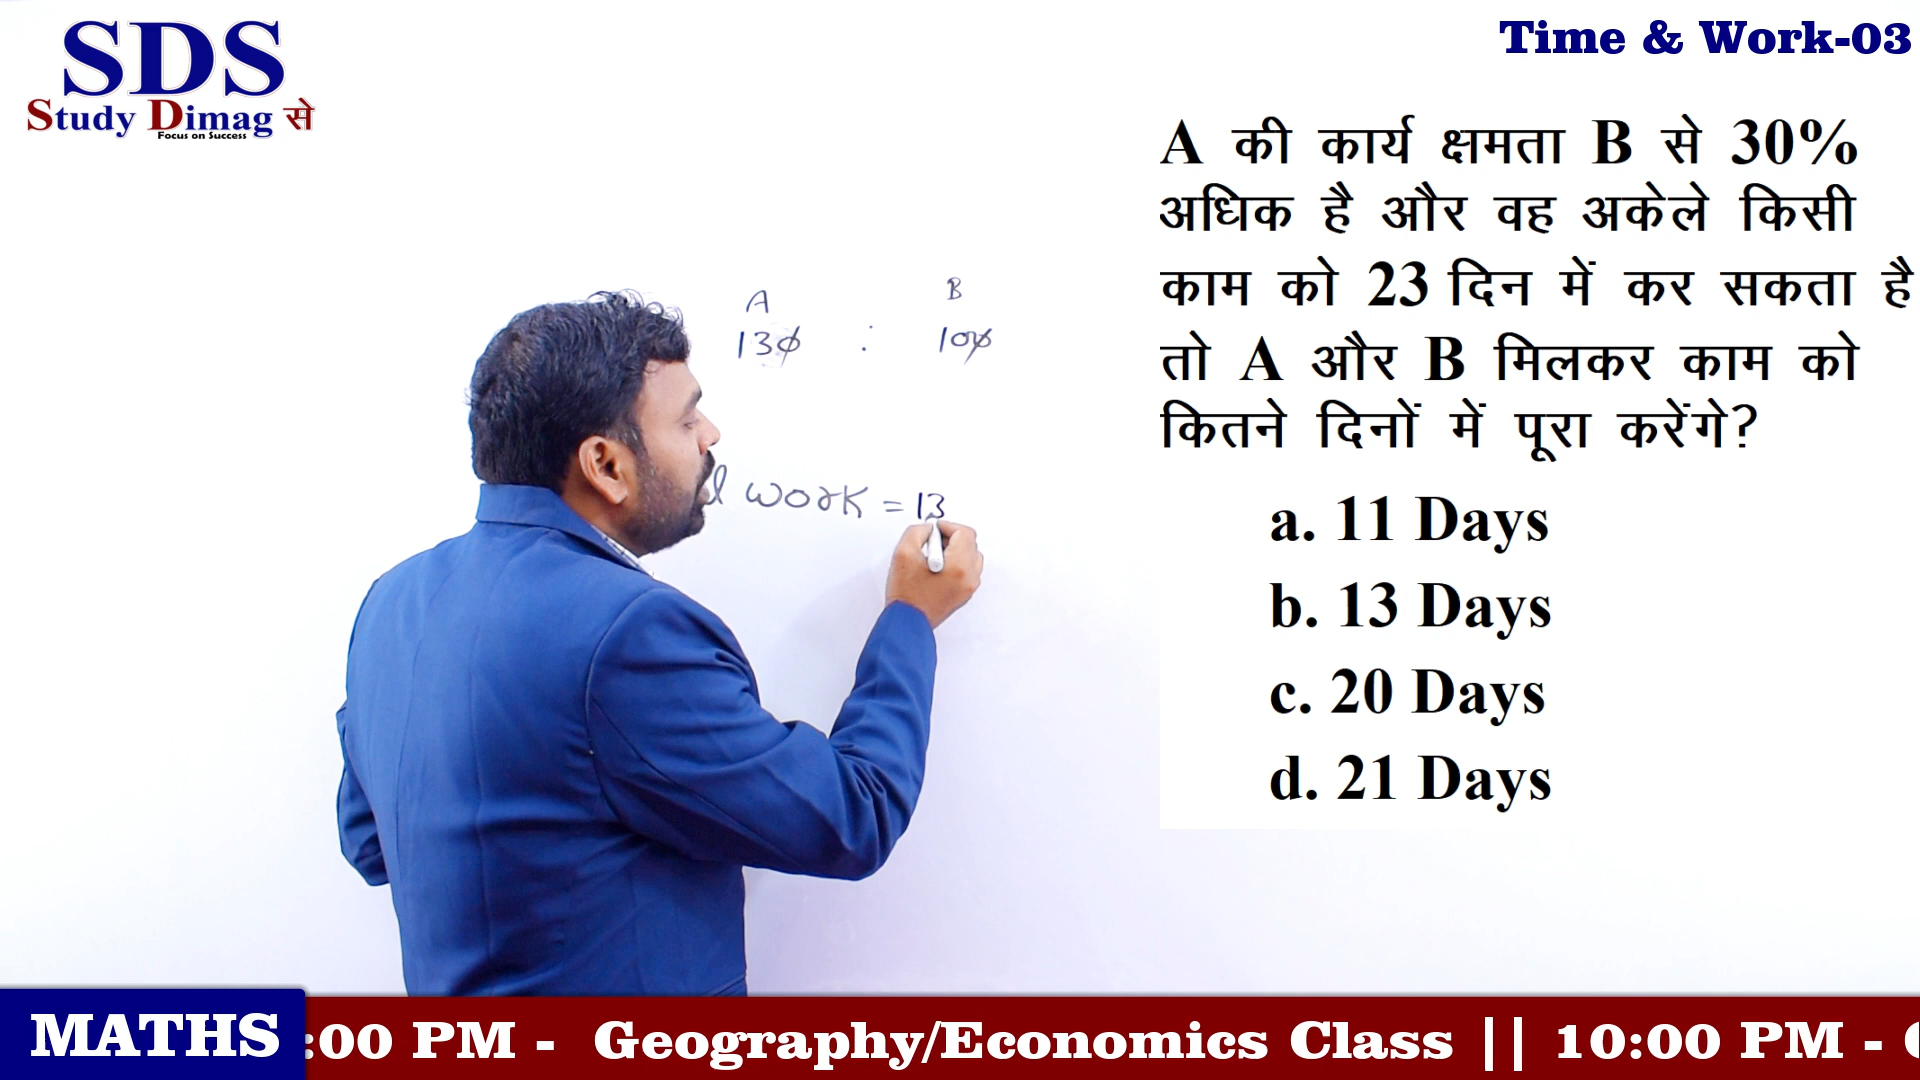 SDS
Study Dimag से
Focus on Success
Time & Work-03
A की कार्य क्षमता B से 30%
अधिक है और वह अकेले किसी
काम को 23 दिन में कर सकता है
तो A और B मिलकर काम को
कितने दिनों में पूरा करेंगे?
a. 11 Days
b. 13 Days
c. 20 Days
d. 21 Days
A B
130 : 100
work = 13
MATHS
:00 PM - Geography/Economics Class || 10:00 PM -